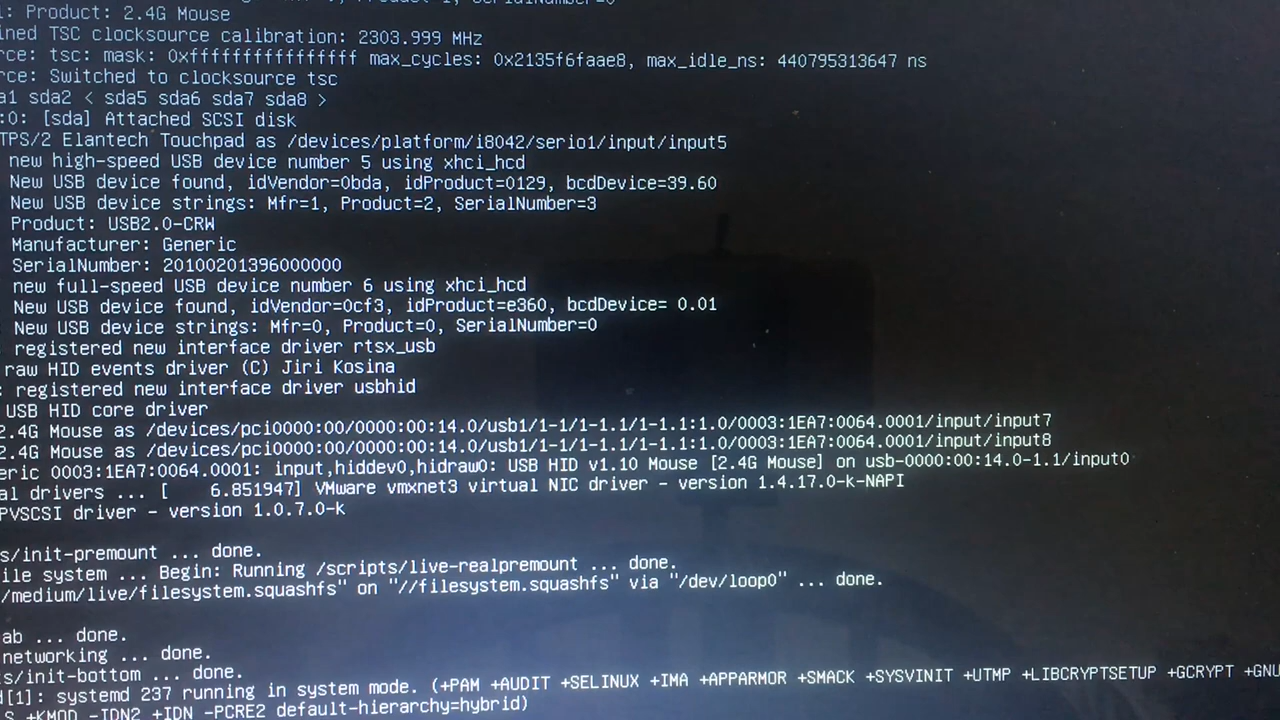 : Product: 2.4G Mouse
ined TSC clocksource calibration: 2303.999 MHz
rce: tsc: mask: 0xffffffffffffffff max_cycles: 0x2135f6faae8, max_idle_ns: 440795313647 ns
rce: Switched to clocksource tsc
a1 sda2 < sda5 sda6 sda7 sda8 >
:0: [sda] Attached SCSI disk
TPS/2 Elantech Touchpad as /devices/platform/i8042/serio1/input/input5
new high-speed USB device number 5 using xhci_hcd
New USB device found, idVendor=0bda, idProduct=0129, bcdDevice=39.60
New USB device strings: Mfr=1, Product=2, SerialNumber=3
Product: USB2.0-CRW
Manufacturer: Generic
SerialNumber: 20100201396000000
new full-speed USB device number 6 using xhci_hcd
New USB device found, idVendor=0cf3, idProduct=e360, bcdDevice= 0.01
New USB device strings: Mfr=0, Product=0, SerialNumber=0
registered new interface driver rtsx_usb
raw HID events driver (C) Jiri Kosina
: registered new interface driver usbhid
USB HID core driver
2.4G Mouse as /devices/pci0000:00/0000:00:14.0/usb1/1-1/1-1.1/1-1.1:1.0/0003:1EA7:0064.0001/input/input7
2.4G Mouse as /devices/pci0000:00/0000:00:14.0/usb1/1-1/1-1.1/1-1.1:1.0/0003:1EA7:0064.0001/input/input8
eric 0003:1EA7:0064.0001: input,hiddev0,hidraw0: USB HID v1.10 Mouse [2.4G Mouse] on usb-0000:00:14.0-1.1/input0
al drivers ... [    6.851947] VMware vmxnet3 virtual NIC driver - version 1.4.17.0-k-NAPI
PVSCSI driver - version 1.0.7.0-k
s/init-premount ... done.
ile system ... Begin: Running /scripts/live-realpremount ... done.
/medium/live/filesystem.squashfs" on "//filesystem.squashfs" via "/dev/loop0" ... done.
ab ... done.
networking ... done.
s/init-bottom ... done.
d[1]: systemd 237 running in system mode. (+PAM +AUDIT +SELINUX +IMA +APPARMOR +SMACK +SYSVINIT +UTMP +LIBCRYPTSETUP +GCRYPT +GNU
S +KMOD -IDN2 +IDN -PCRE2 default-hierarchy=hybrid)